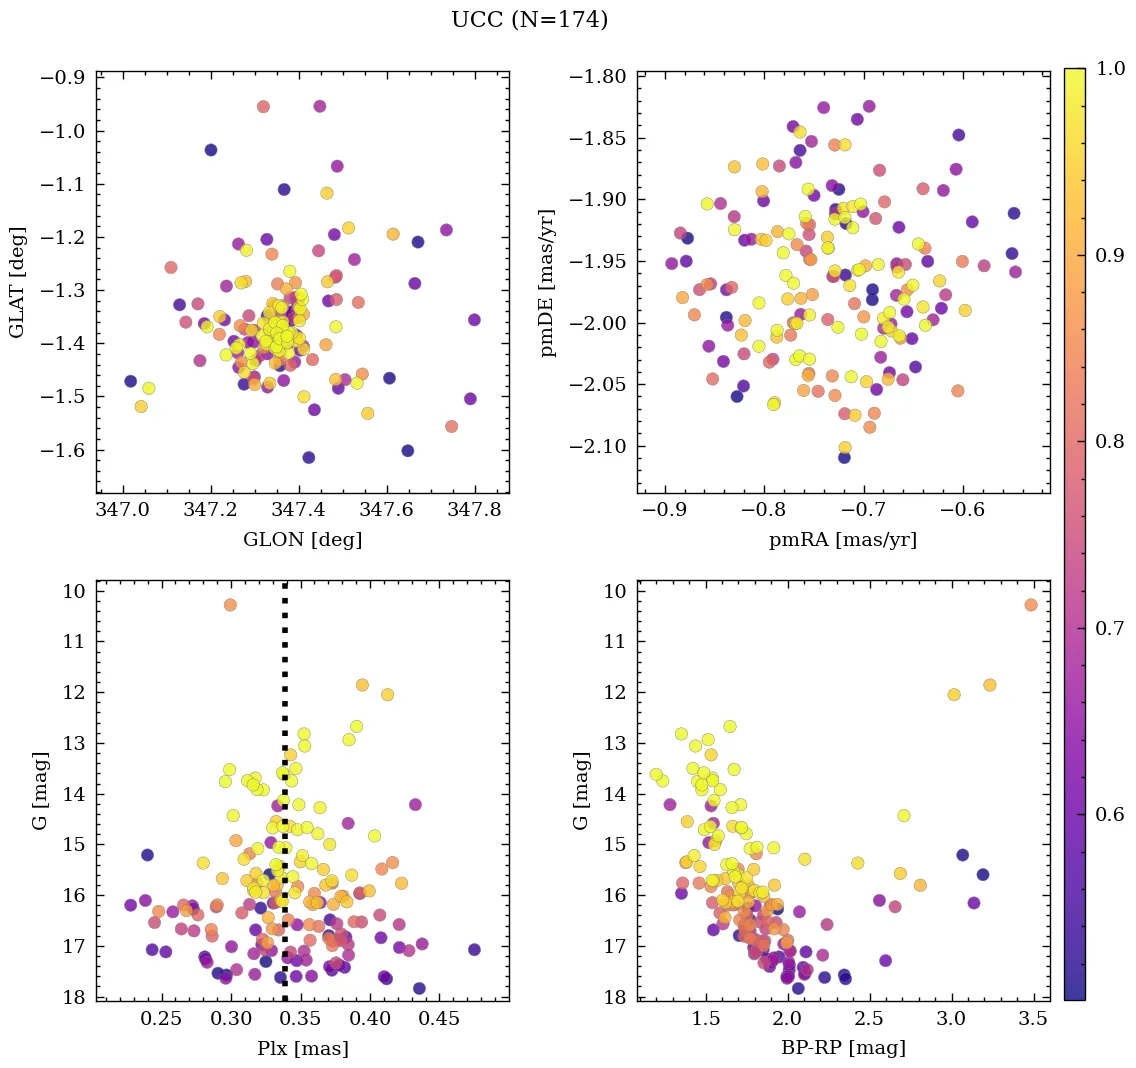 UCC (N=174)
−0.9
−1.0
−1.1
−1.2
−1.3
−1.4
−1.5
−1.6
GLAT [deg]
347.0 347.2 347.4 347.6 347.8
GLON [deg]
−1.80
−1.85
−1.90
−1.95
−2.00
−2.05
−2.10
pmDE [mas/yr]
−0.9 −0.8 −0.7 −0.6
pmRA [mas/yr]
10
11
12
13
14
15
16
17
18
G [mag]
0.25 0.30 0.35 0.40 0.45
Plx [mas]
10
11
12
13
14
15
16
17
18
G [mag]
1.5 2.0 2.5 3.0 3.5
BP-RP [mag]
1.0
0.9
0.8
0.7
0.6